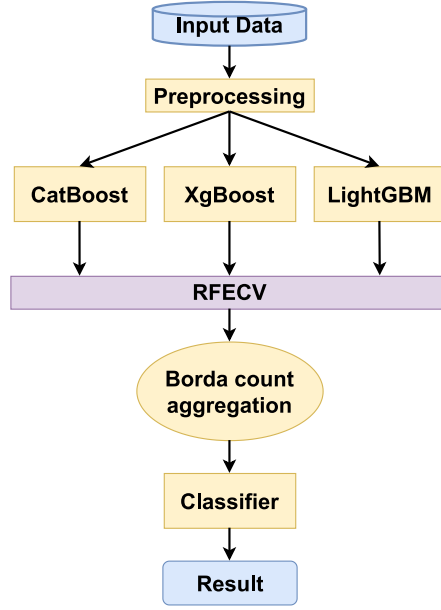 Input Data
Preprocessing
CatBoost
XgBoost
LightGBM
RFECV
Borda count
aggregation
Classifier
Result